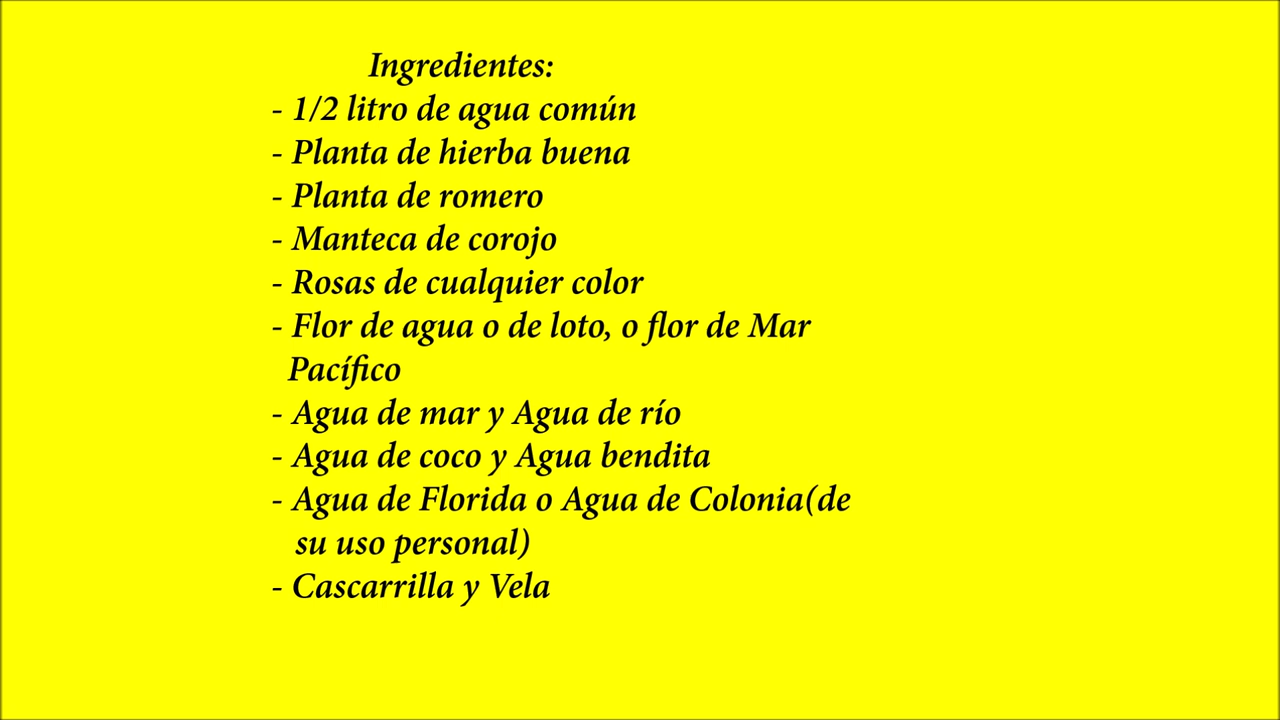 Ingredientes:
- 1/2 litro de agua común
- Planta de hierba buena
- Planta de romero
- Manteca de corojo
- Rosas de cualquier color
- Flor de agua o de loto, o flor de Mar
Pacífico
- Agua de mar y Agua de río
- Agua de coco y Agua bendita
- Agua de Florida o Agua de Colonia(de
su uso personal)
- Cascarrilla y Vela